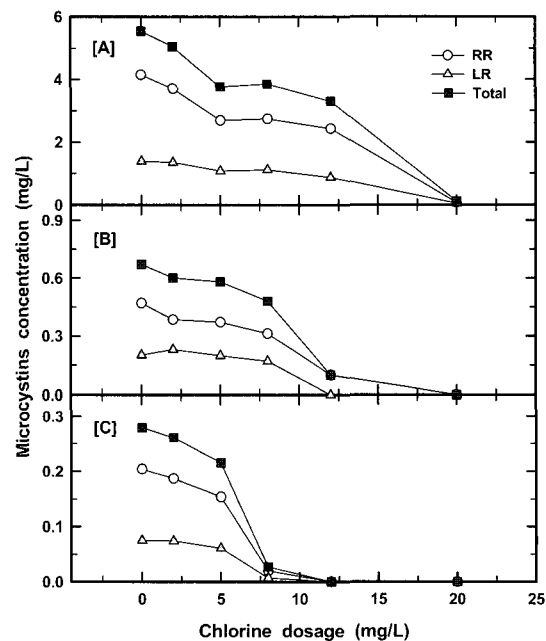 6
[A]
RR
LR
Total
4
2
0
0.9
[B]
0.6
0.3
0.0
0.3
[C]
0.2
0.1
0.0
0
5
10
15
20
25
Microcystins concentration (mg/L)
Chlorine dosage (mg/L)